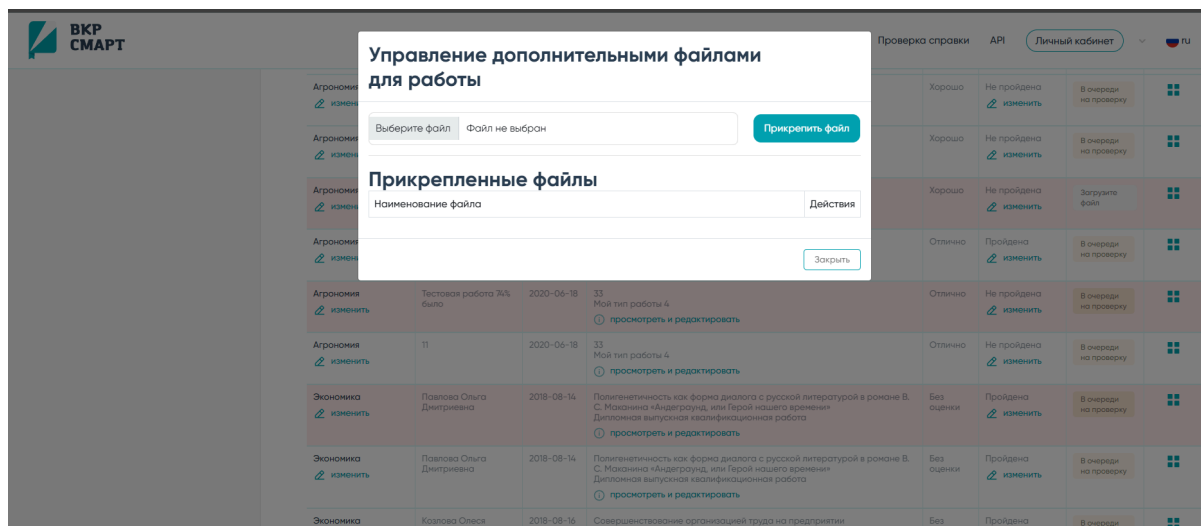 ВКР
СМАРТ
Проверка справки API Личный кабинет ru
Управление дополнительными файлами
для работы
Выберите файл Файл не выбран Прикрепить файл
Прикрепленные файлы
Наименование файла Действия
Закрыть
Агрономия Хорошо Не пройдена В очереди
измени изменить на проверку
Агрономия Хорошо Не пройдена В очереди
измени изменить на проверку
Агрономия Хорошо Не пройдена Загрузите
измени изменить файл
Агрономия Отлично Пройдена В очереди
измени изменить на проверку
Агрономия Тестовая работа 74% 2020-06-18 33 Отлично Не пройдена В очереди
изменить было Мой тип работы 4 изменить на проверку
просмотреть и редактировать
Агрономия 11 2020-06-18 33 Отлично Не пройдена В очереди
изменить Мой тип работы 4 изменить на проверку
просмотреть и редактировать
Экономика Павлова Ольга 2018-08-14 Полигенетичность как форма диалога с русской литературой в романе В. Без Пройдена В очереди
изменить Дмитриевна С. Маканина «Андеграунд, или Герой нашего времени» оценки изменить на проверку
Дипломная выпускная квалификационная работа
просмотреть и редактировать
Экономика Павлова Ольга 2018-08-14 Полигенетичность как форма диалога с русской литературой в романе В. Без Пройдена В очереди
изменить Дмитриевна С. Маканина «Андеграунд, или Герой нашего времени» оценки изменить на проверку
Дипломная выпускная квалификационная работа
просмотреть и редактировать
Экономика Козлова Олеся 2018-08-16 Совершенствование организацией труда на предприятии Без Пройдена В очереди